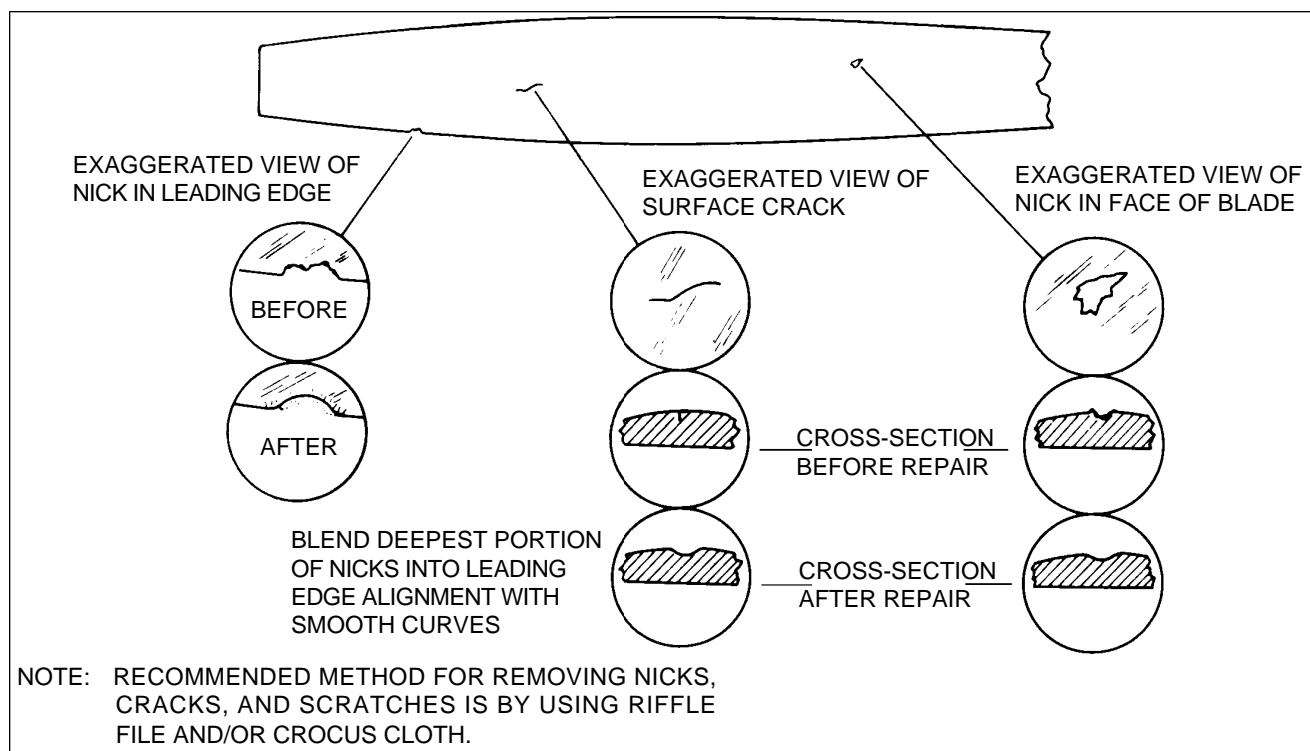 EXAGGERATED VIEW OF
NICK IN LEADING EDGE
EXAGGERATED VIEW OF
SURFACE CRACK
EXAGGERATED VIEW OF
NICK IN FACE OF BLADE
BEFORE
AFTER
CROSS-SECTION
BEFORE REPAIR
BLEND DEEPEST PORTION
OF NICKS INTO LEADING
EDGE ALIGNMENT WITH
SMOOTH CURVES
CROSS-SECTION
AFTER REPAIR
NOTE: RECOMMENDED METHOD FOR REMOVING NICKS,
CRACKS, AND SCRATCHES IS BY USING RIFFLE
FILE AND/OR CROCUS CLOTH.